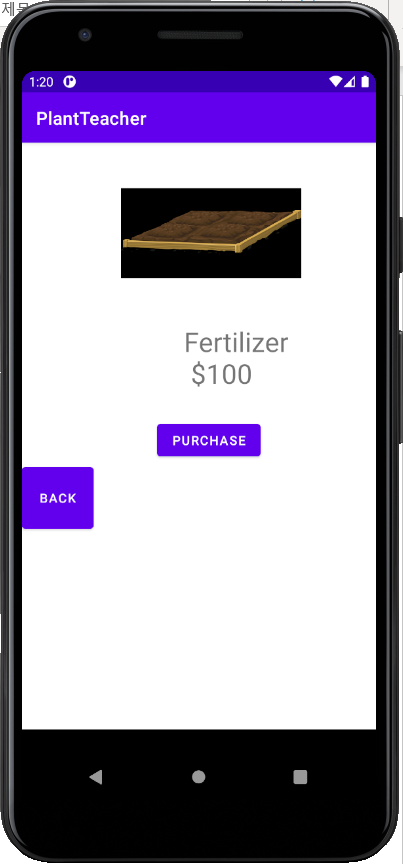 제목
1:20
PlantTeacher
Fertilizer
$100
PURCHASE
BACK